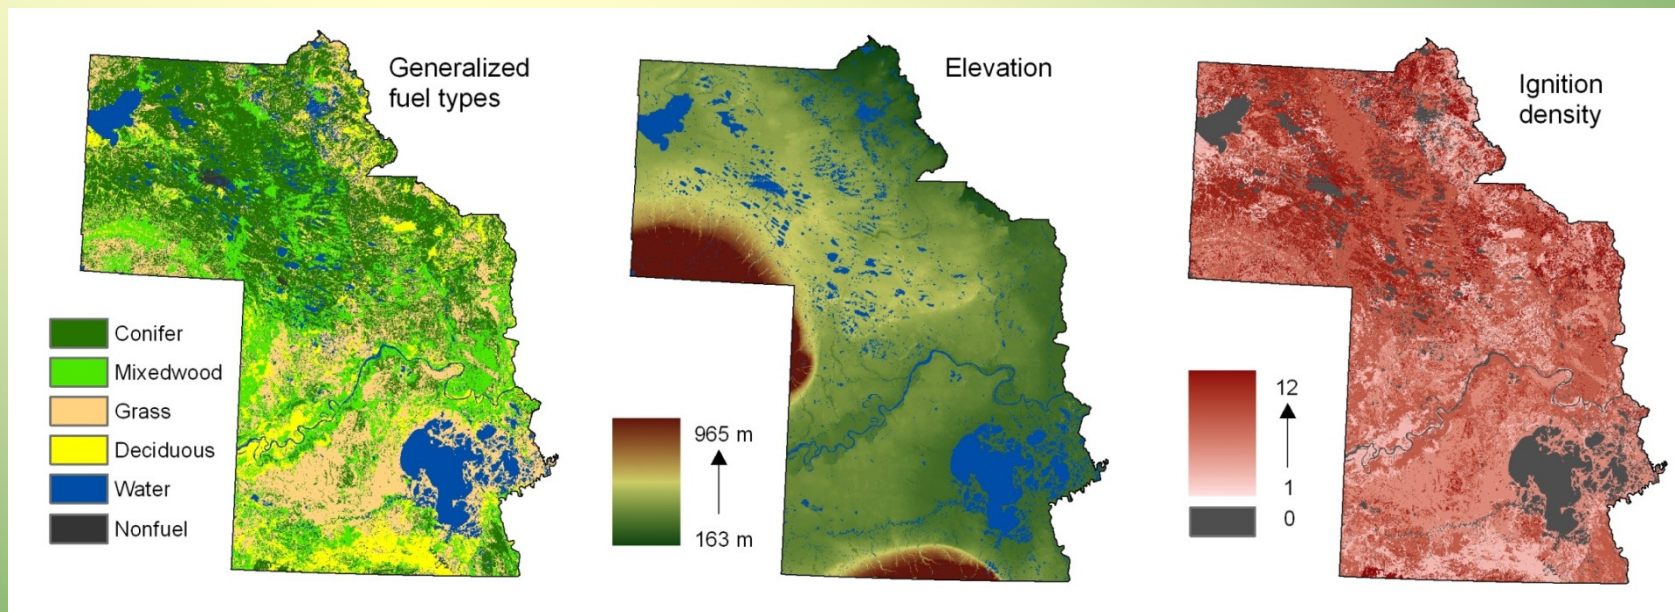 Generalized
fuel types
Conifer
Mixedwood
Grass
Deciduous
Water
Nonfuel
Elevation
965 m
163 m
Ignition
density
12
1
0